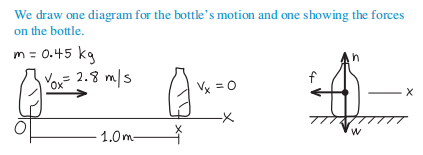 We draw one diagram for the bottle's motion and one showing the forces
on the bottle.
m = 0.45 kg
V₀ₓ = 2.8 m/s
Vₓ = 0
n
f
x
O
X
X
1.0m
w